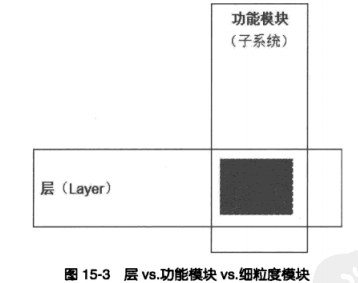 功能模块
（子系统）
层（Layer）
图 15-3 层 vs.功能模块 vs.细粒度模块